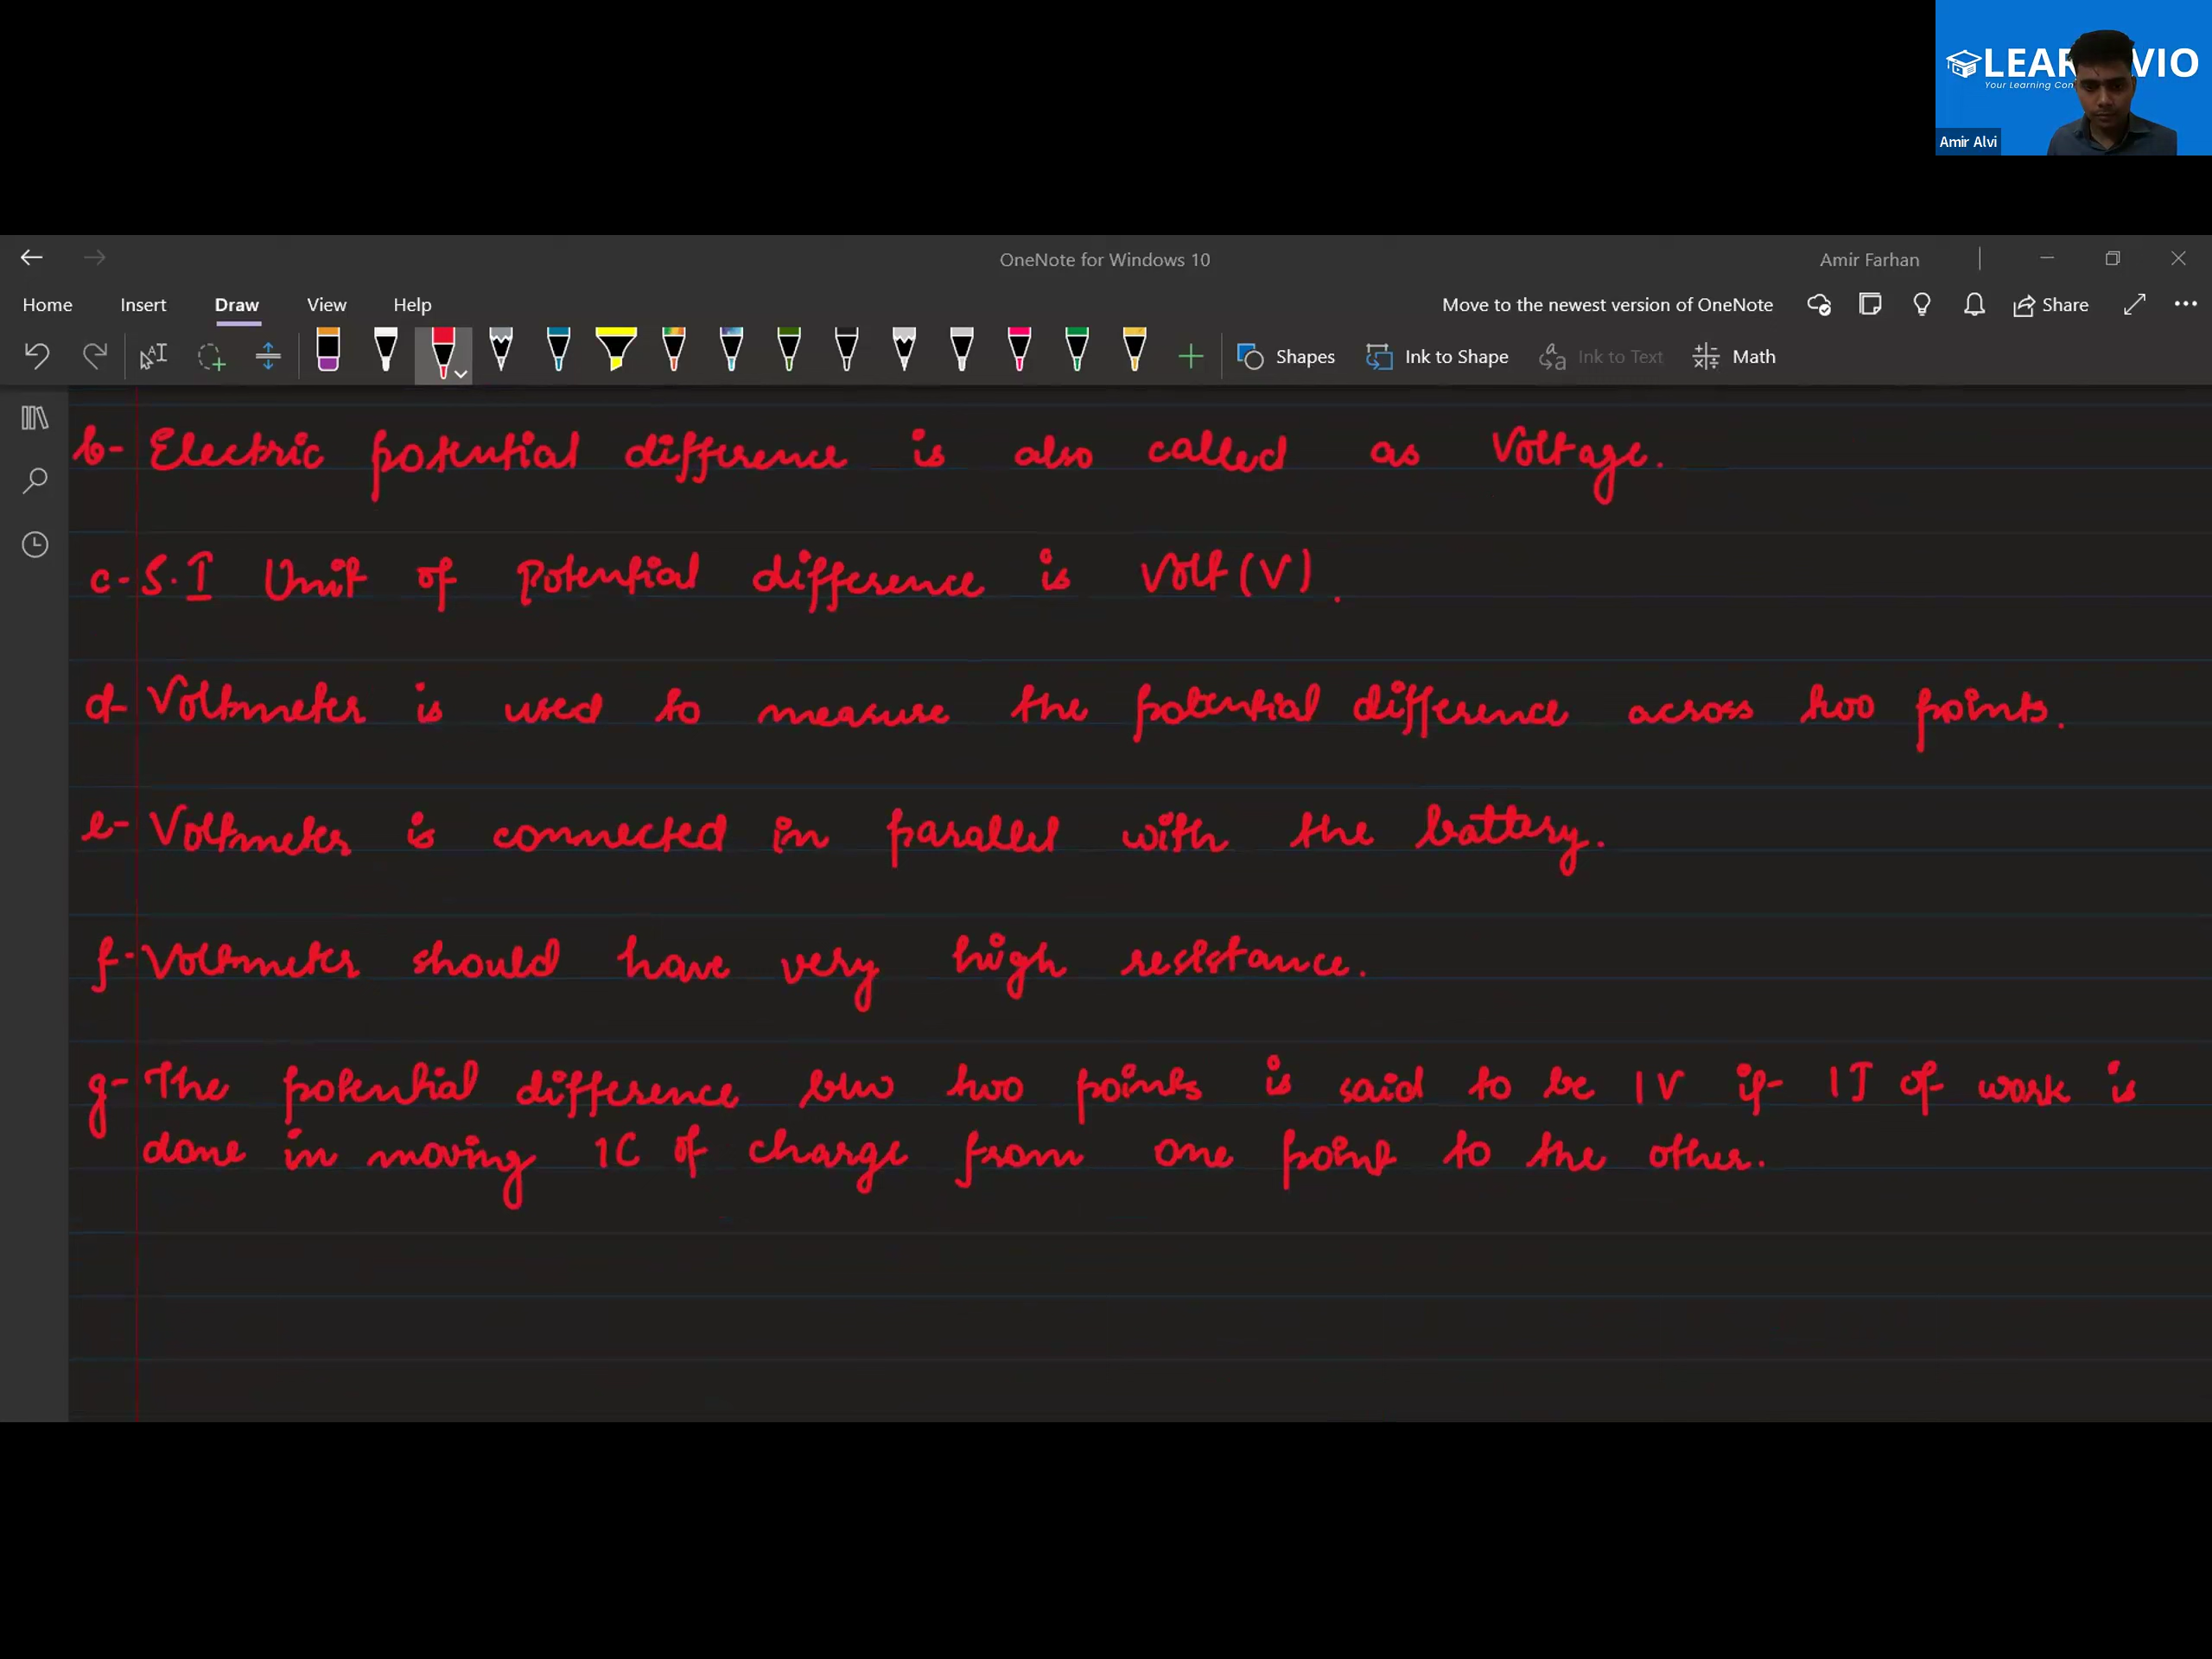 LEAR VIO
Your Learning Con
Amir Alvi
OneNote for Windows 10
Amir Farhan
Home Insert Draw View Help
Move to the newest version of OneNote
Share
Shapes Ink to Shape Ink to Text Math
b- Electric potential difference is also called as Voltage.
c- S.I Unit of Potential difference is Volt (V).
d- Voltmeter is used to measure the potential difference across two points.
e- Voltmeter is connected in parallel with the battery.
f- Voltmeter should have very high resistance.
g- The potential difference b/w two points is said to be 1V if 1J of work is
done in moving 1C of charge from one point to the other.